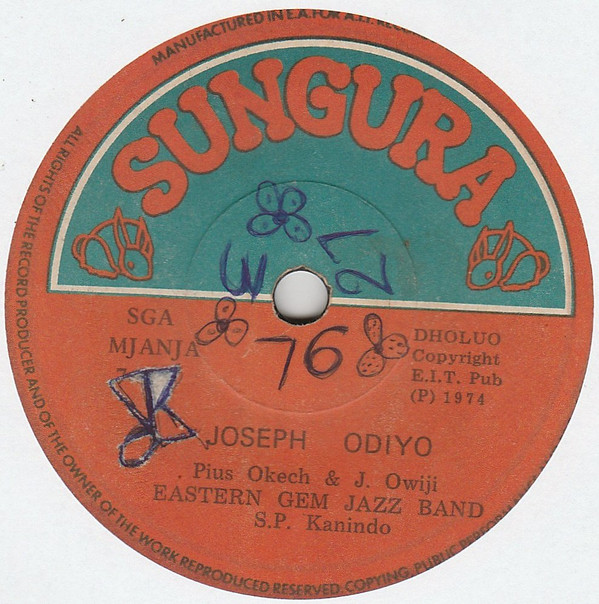 MANUFACTURED IN E.A. FOR A.I.T. RECORDS
SUNGURA
SGA
MJANJA
7
DHOLUO
Copyright
E.I.T. Pub
(P) 1974
E
27
76
JOSEPH ODIYO
Pius Okech & J. Owiji
EASTERN GEM JAZZ BAND
S.P. Kanindo
ALL RIGHTS OF THE RECORD PRODUCER AND OF THE OWNER OF THE WORK REPRODUCED RESERVED COPYING, PUBLIC